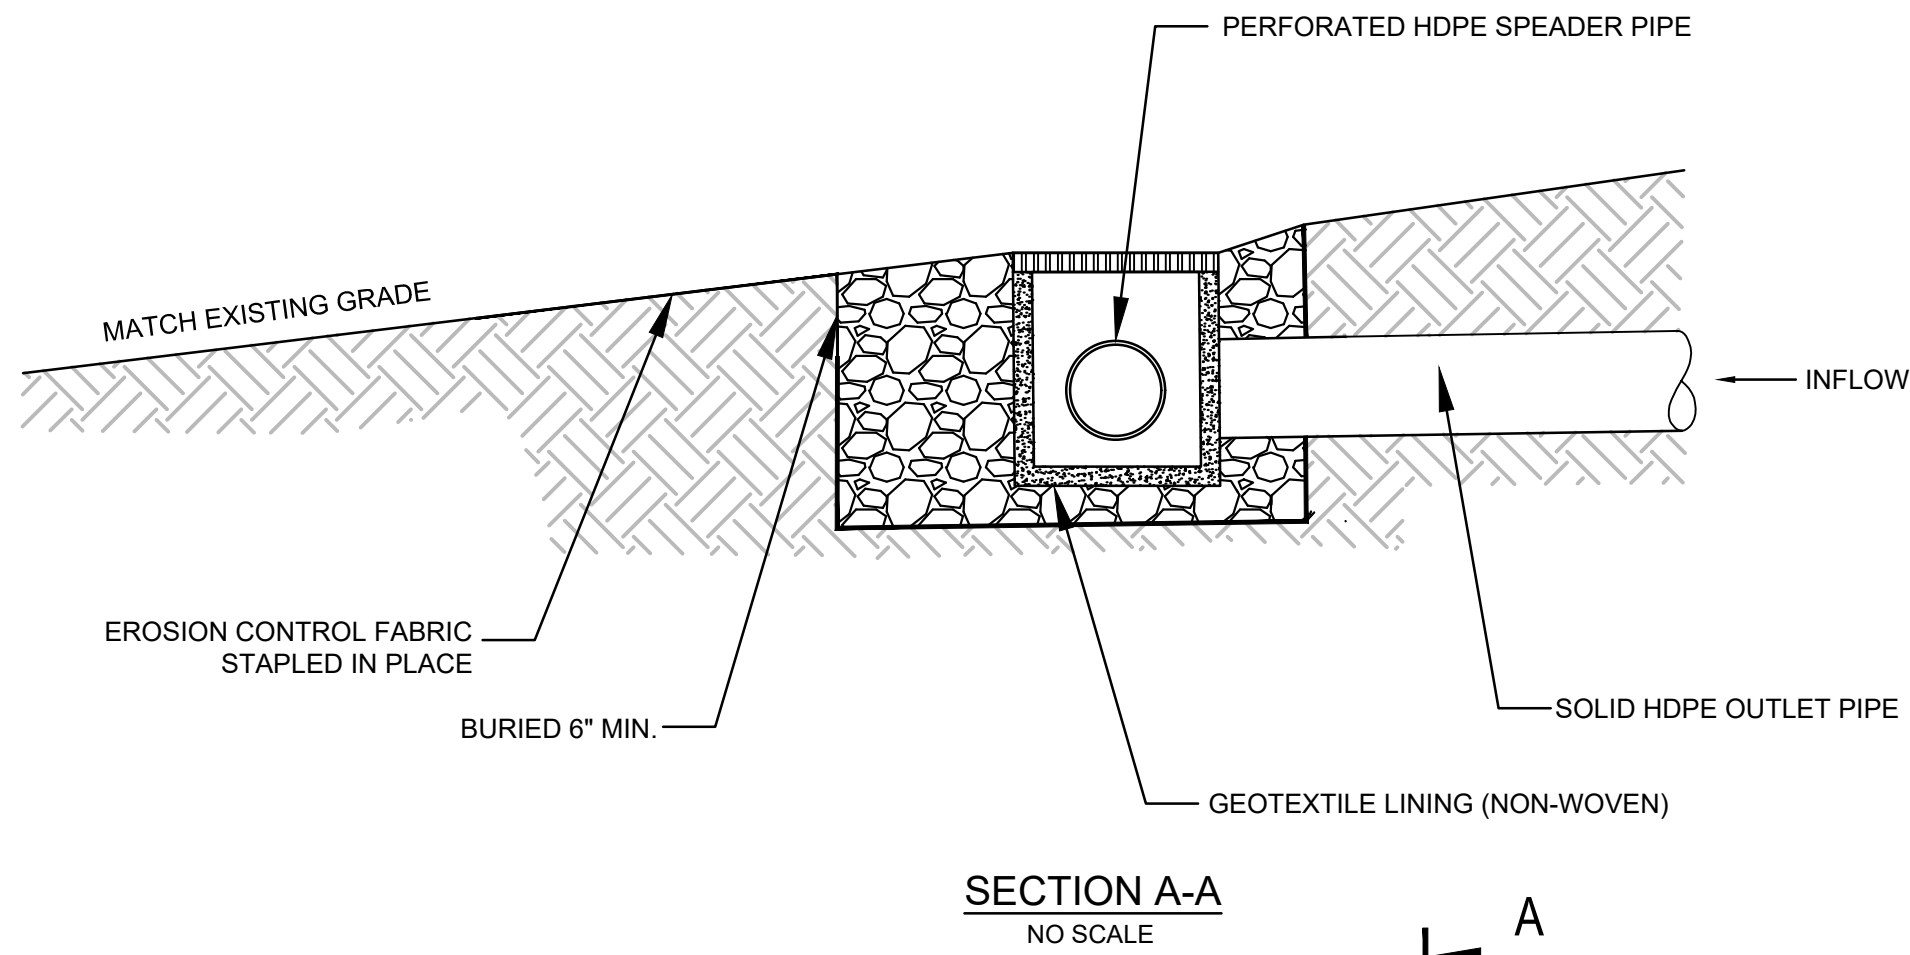 PERFORATED HDPE SPEADER PIPE
MATCH EXISTING GRADE
INFLOW
EROSION CONTROL FABRIC
STAPLED IN PLACE
BURIED 6" MIN.
SOLID HDPE OUTLET PIPE
GEOTEXTILE LINING (NON-WOVEN)
SECTION A-A
NO SCALE
A